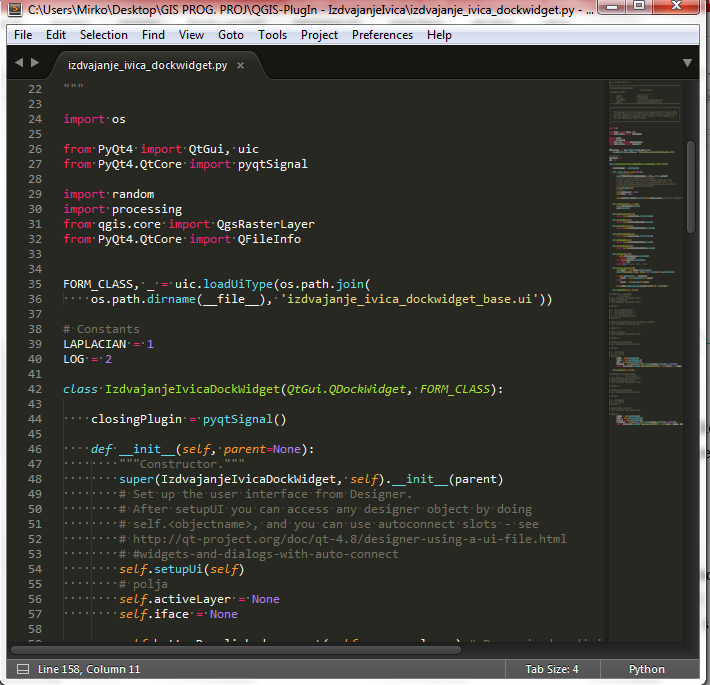 C:\Users\Mirko\Desktop\GIS PROG. PROJ\QGIS-PlugIn - IzdvajanjeIvica\izdvajanje_ivica_dockwidget.py - ...
File Edit Selection Find View Goto Tools Project Preferences Help
izdvajanje_ivica_dockwidget.py ×
22 """
23
24 import os
25
26 from PyQt4 import QtGui, uic
27 from PyQt4.QtCore import pyqtSignal
28
29 import random
30 import processing
31 from qgis.core import QgsRasterLayer
32 from PyQt4.QtCore import QFileInfo
33
34
35 FORM_CLASS, _ = uic.loadUiType(os.path.join(
36     os.path.dirname(__file__), 'izdvajanje_ivica_dockwidget_base.ui'))
37
38 # Constants
39 LAPLACIAN = 1
40 LOG = 2
41
42 class IzdvajanjeIvicaDockWidget(QtGui.QDockWidget, FORM_CLASS):
43
44     closingPlugin = pyqtSignal()
45
46     def __init__(self, parent=None):
47         """Constructor."""
48         super(IzdvajanjeIvicaDockWidget, self).__init__(parent)
49         # Set up the user interface from Designer.
50         # After setupUI you can access any designer object by doing
51         # self.<objectname>, and you can use autoconnect slots - see
52         # http://qt-project.org/doc/qt-4.8/designer-using-a-ui-file.html
53         # #widgets-and-dialogs-with-auto-connect
54         self.setupUi(self)
55         # polja
56         self.activeLayer = None
57         self.iface = None
58
Line 158, Column 11 Tab Size: 4 Python